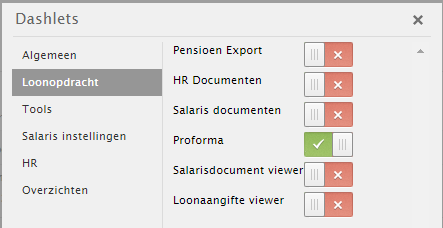 Dashlets
Algemeen
Loonopdracht
Tools
Salaris instellingen
HR
Overzichten
Pensioen Export
HR Documenten
Salaris documenten
Proforma
Salarisdocument viewer
Loonaangifte viewer